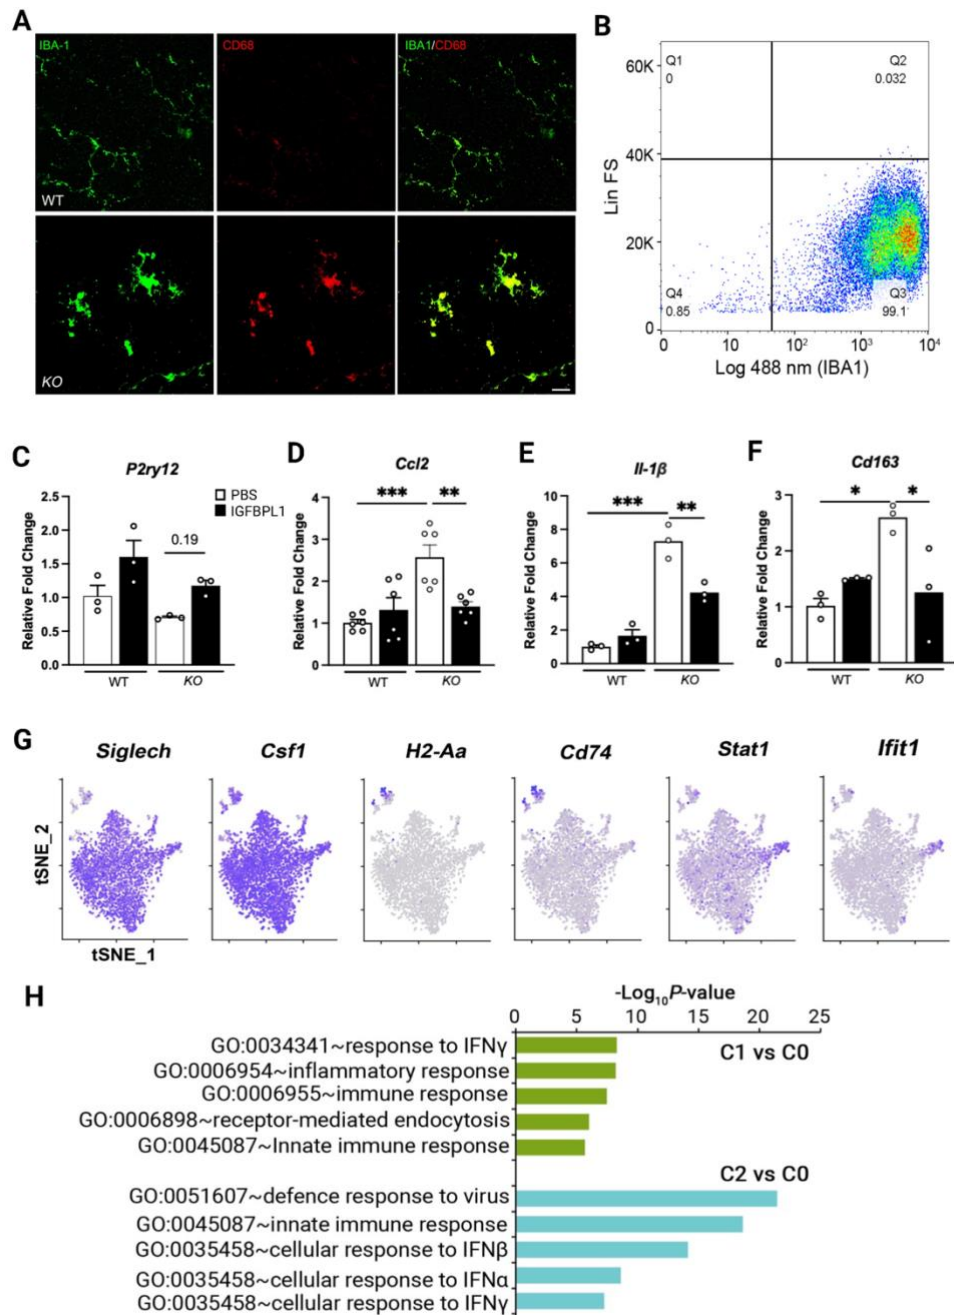 A
IBA-1
CD68
IBA1/CD68
WT
KO
B
60K
40K
20K
0
Lin FS
Q1
0
Q2
0.032
Q4
0.85
Q3
99.1
0
10
10²
10³
10⁴
Log 488 nm (IBA1)
C
P2ry12
Relative Fold Change
2.5
2.0
1.5
1.0
0.5
0.0
0.19
WT
KO
PBS
IGFBPL1
D
Ccl2
Relative Fold Change
4
3
2
1
0
***
**
WT
KO
E
Il-1β
Relative Fold Change
10
8
6
4
2
0
***
**
WT
KO
F
Cd163
Relative Fold Change
3
2
1
0
*
*
WT
KO
G
Siglech
Csf1
H2-Aa
Cd74
Stat1
Ifit1
tSNE_2
tSNE_1
H
-Log₁₀P-value
0 5 10 15 20 25
C1 vs C0
GO:0034341~response to IFNγ
GO:0006954~inflammatory response
GO:0006955~immune response
GO:0006898~receptor-mediated endocytosis
GO:0045087~Innate immune response
C2 vs C0
GO:0051607~defence response to virus
GO:0045087~innate immune response
GO:0035458~cellular response to IFNβ
GO:0035458~cellular response to IFNα
GO:0035458~cellular response to IFNγ